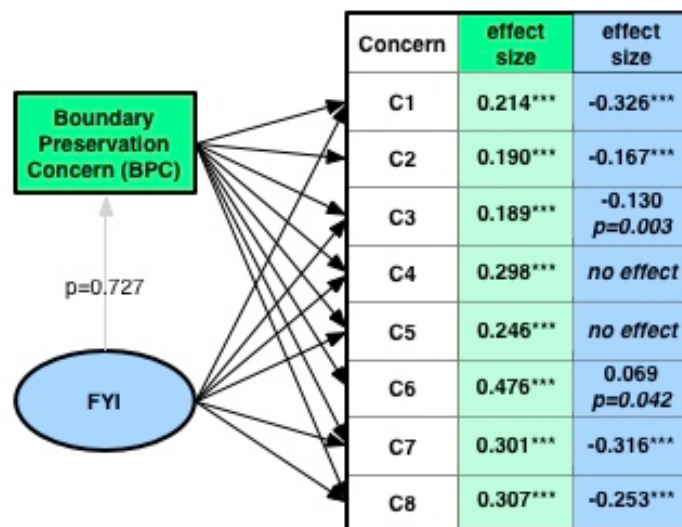 Concern effect size effect size
Boundary Preservation Concern (BPC)
p=0.727
FYI
C1 0.214*** -0.326***
C2 0.190*** -0.167***
C3 0.189*** -0.130 p=0.003
C4 0.298*** no effect
C5 0.246*** no effect
C6 0.476*** 0.069 p=0.042
C7 0.301*** -0.316***
C8 0.307*** -0.253***